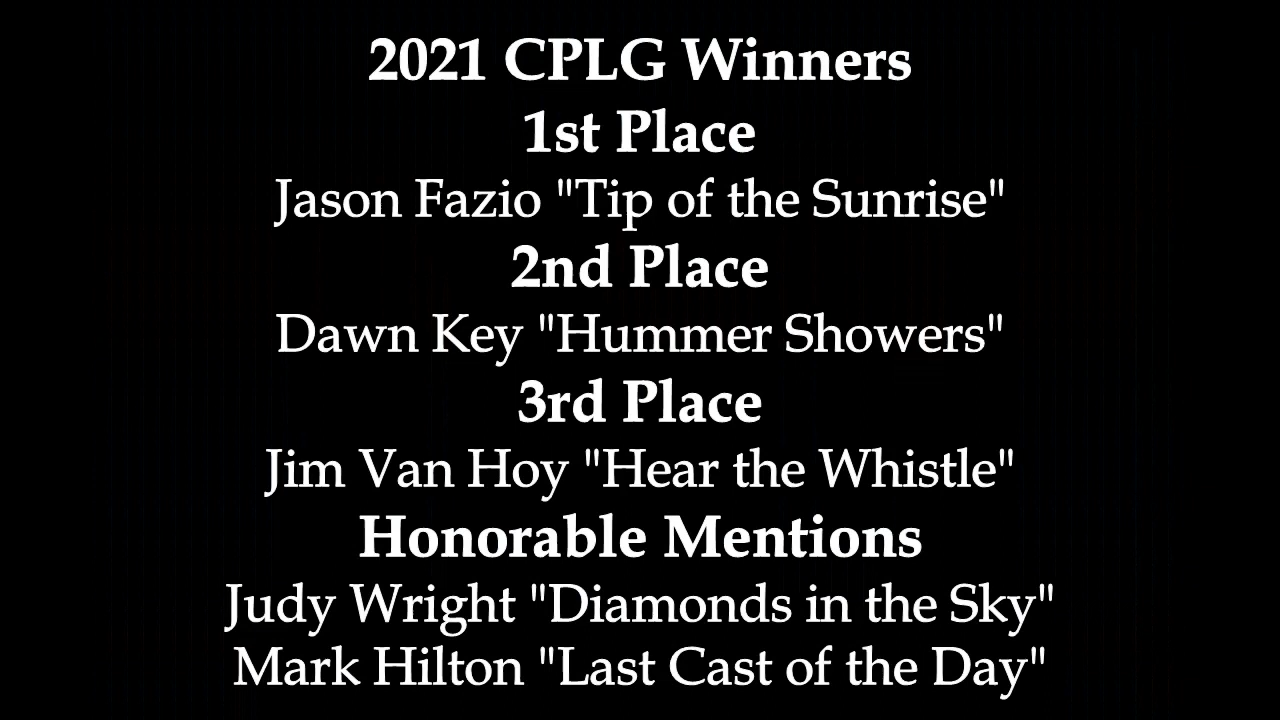 2021 CPLG Winners
1st Place
Jason Fazio "Tip of the Sunrise"
2nd Place
Dawn Key "Hummer Showers"
3rd Place
Jim Van Hoy "Hear the Whistle"
Honorable Mentions
Judy Wright "Diamonds in the Sky"
Mark Hilton "Last Cast of the Day"